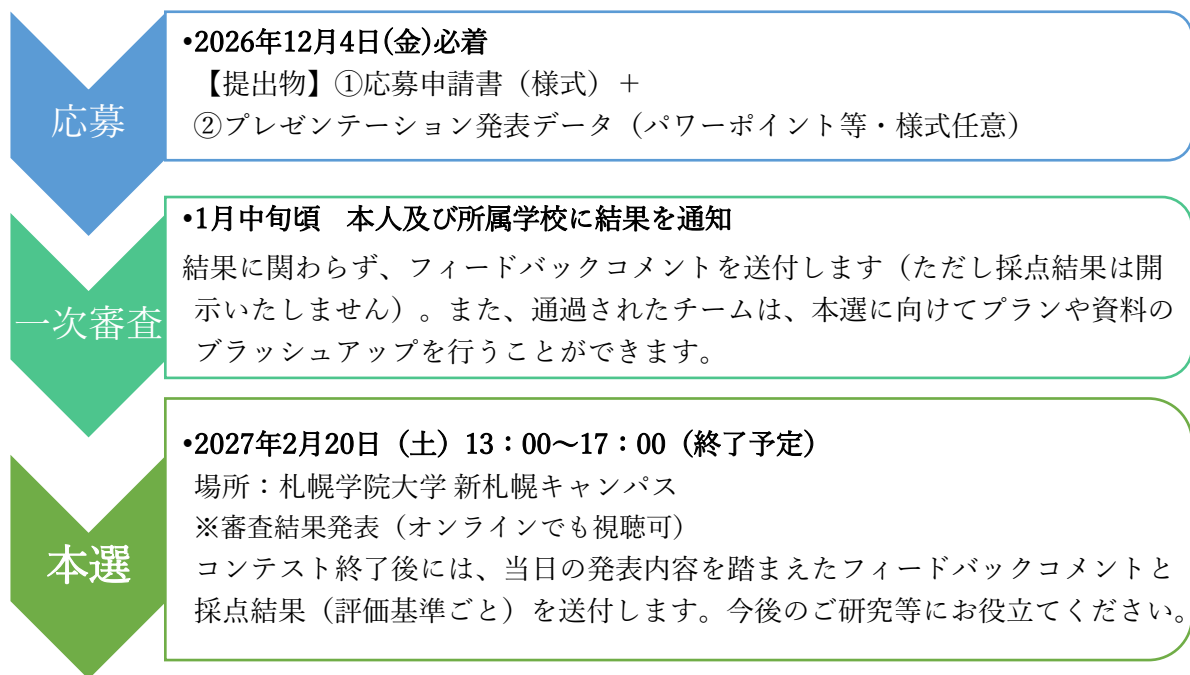 応募
•2026年12月4日(金)必着
【提出物】①応募申請書（様式）＋
②プレゼンテーション発表データ（パワーポイント等・様式任意）
一次審査
•1月中旬頃　本人及び所属学校に結果を通知
結果に関わらず、フィードバックコメントを送付します（ただし採点結果は開
示いたしません）。また、通過されたチームは、本選に向けてプランや資料の
ブラッシュアップを行うことができます。
本選
•2027年2月20日（土）13：00～17：00（終了予定）
場所：札幌学院大学 新札幌キャンパス
※審査結果発表（オンラインでも視聴可）
コンテスト終了後には、当日の発表内容を踏まえたフィードバックコメントと
採点結果（評価基準ごと）を送付します。今後のご研究等にお役立てください。